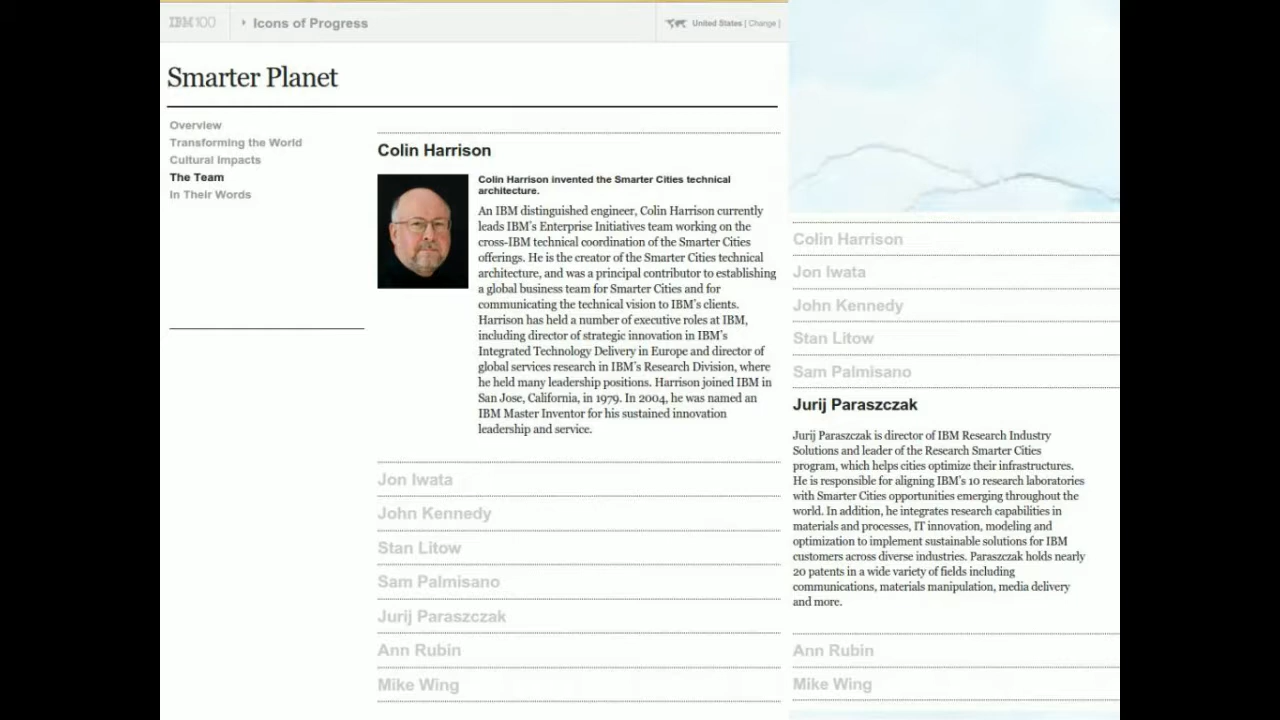 IBM100
Icons of Progress
United States [ Change ]
Smarter Planet
Overview
Transforming the World
Cultural Impacts
The Team
In Their Words
Colin Harrison
Colin Harrison invented the Smarter Cities technical
architecture.
An IBM distinguished engineer, Colin Harrison currently
leads IBM's Enterprise Initiatives team working on the
cross-IBM technical coordination of the Smarter Cities
offerings. He is the creator of the Smarter Cities technical
architecture, and was a principal contributor to establishing
a global business team for Smarter Cities and for
communicating the technical vision to IBM's clients.
Harrison has held a number of executive roles at IBM,
including director of strategic innovation in IBM's
Integrated Technology Delivery in Europe and director of
global services research in IBM's Research Division, where
he held many leadership positions. Harrison joined IBM in
San Jose, California, in 1979. In 2004, he was named an
IBM Master Inventor for his sustained innovation
leadership and service.
Jon Iwata
John Kennedy
Stan Litow
Sam Palmisano
Jurij Paraszczak
Ann Rubin
Mike Wing
Colin Harrison
Jon Iwata
John Kennedy
Stan Litow
Sam Palmisano
Jurij Paraszczak
Jurij Paraszczak is director of IBM Research Industry
Solutions and leader of the Research Smarter Cities
program, which helps cities optimize their infrastructures.
He is responsible for aligning IBM's 10 research laboratories
with Smarter Cities opportunities emerging throughout the
world. In addition, he integrates research capabilities in
materials and processes, IT innovation, modeling and
optimization to implement sustainable solutions for IBM
customers across diverse industries. Paraszczak holds nearly
20 patents in a wide variety of fields including
communications, materials manipulation, media delivery
and more.
Ann Rubin
Mike Wing